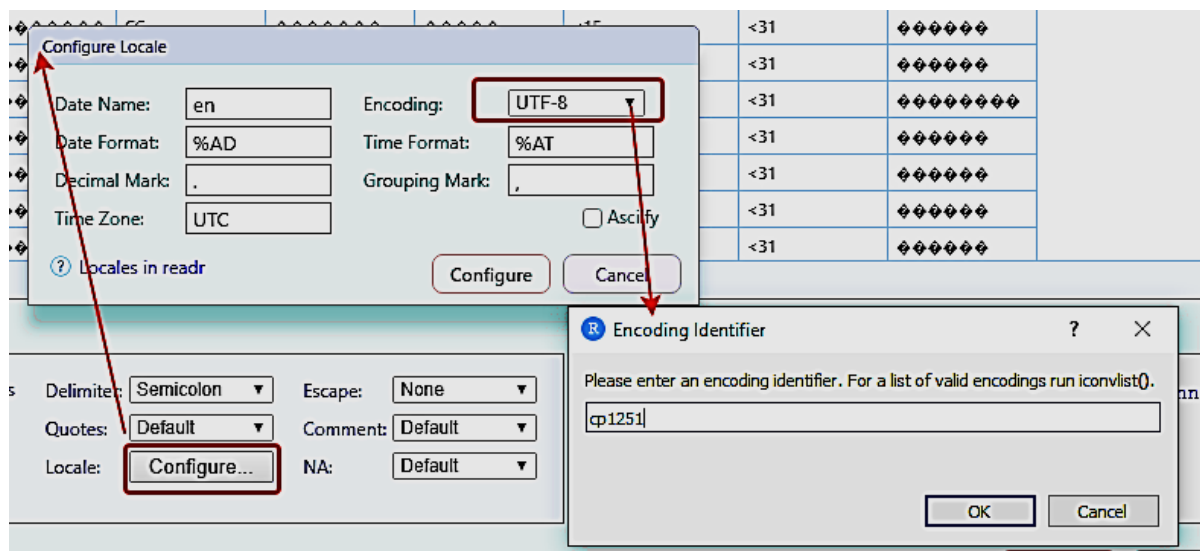 ������ <31 ������
Configure Locale
<31 ������
Date Name: en Encoding: UTF-8
<31 ���������
Date Format: %AD Time Format: %AT
<31 ������
Decimal Mark: . Grouping Mark: ,
<31 ������
Time Zone: UTC Asciify
<31 ������
<31 ������
? Locales in readr
Configure Cancel
R Encoding Identifier ?
Please enter an encoding identifier. For a list of valid encodings run iconvlist().
cp1251
OK Cancel
Delimiter: Semicolon Escape: None
Quotes: Default Comment: Default
Locale: Configure... NA: Default